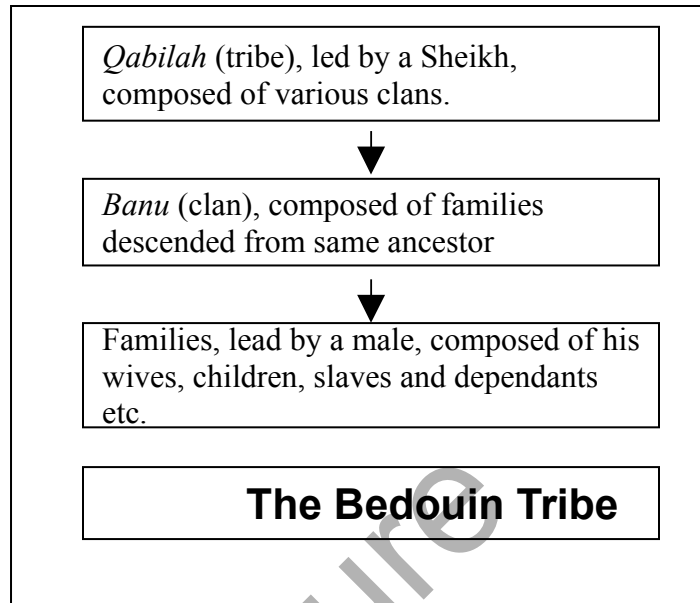 Qabilah (tribe), led by a Sheikh,
composed of various clans.
Banu (clan), composed of families
descended from same ancestor
Families, lead by a male, composed of his
wives, children, slaves and dependants
etc.
The Bedouin Tribe
ure